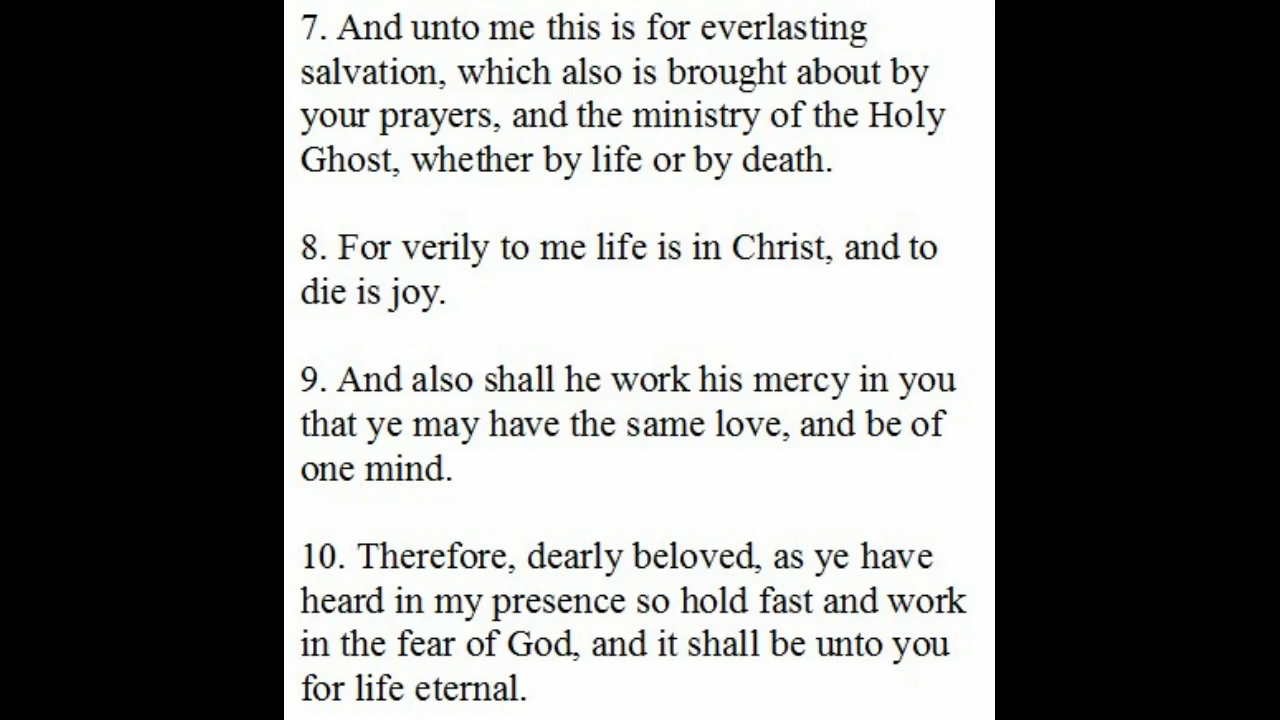 7. And unto me this is for everlasting
salvation, which also is brought about by
your prayers, and the ministry of the Holy
Ghost, whether by life or by death.
8. For verily to me life is in Christ, and to
die is joy.
9. And also shall he work his mercy in you
that ye may have the same love, and be of
one mind.
10. Therefore, dearly beloved, as ye have
heard in my presence so hold fast and work
in the fear of God, and it shall be unto you
for life eternal.